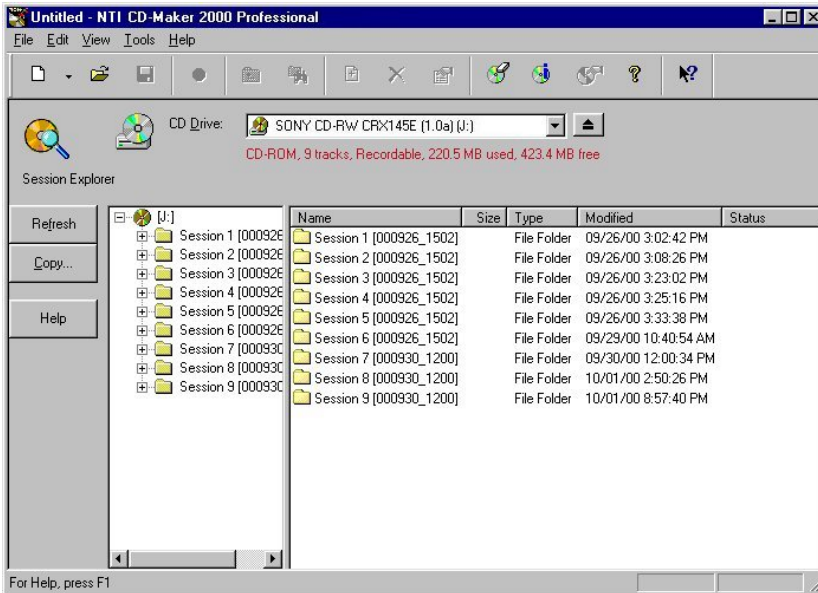 Untitled - NTI CD-Maker 2000 Professional
File Edit View Tools Help
CD Drive: SONY CD-RW CRX145E (1.0a) (J:)
CD-ROM, 9 tracks, Recordable, 220.5 MB used, 423.4 MB free
Session Explorer
Refresh
Copy...
Help
[J:]
Session 1 [000926
Session 2 [000926
Session 3 [000926
Session 4 [000926
Session 5 [000926
Session 6 [000926
Session 7 [000930
Session 8 [000930
Session 9 [000930
Name Size Type Modified Status
Session 1 [000926_1502] File Folder 09/26/00 3:02:42 PM
Session 2 [000926_1502] File Folder 09/26/00 3:08:26 PM
Session 3 [000926_1502] File Folder 09/26/00 3:23:02 PM
Session 4 [000926_1502] File Folder 09/26/00 3:25:16 PM
Session 5 [000926_1502] File Folder 09/26/00 3:33:38 PM
Session 6 [000926_1502] File Folder 09/29/00 10:40:54 AM
Session 7 [000930_1200] File Folder 09/30/00 12:00:34 PM
Session 8 [000930_1200] File Folder 10/01/00 2:50:26 PM
Session 9 [000930_1200] File Folder 10/01/00 8:57:40 PM
For Help, press F1